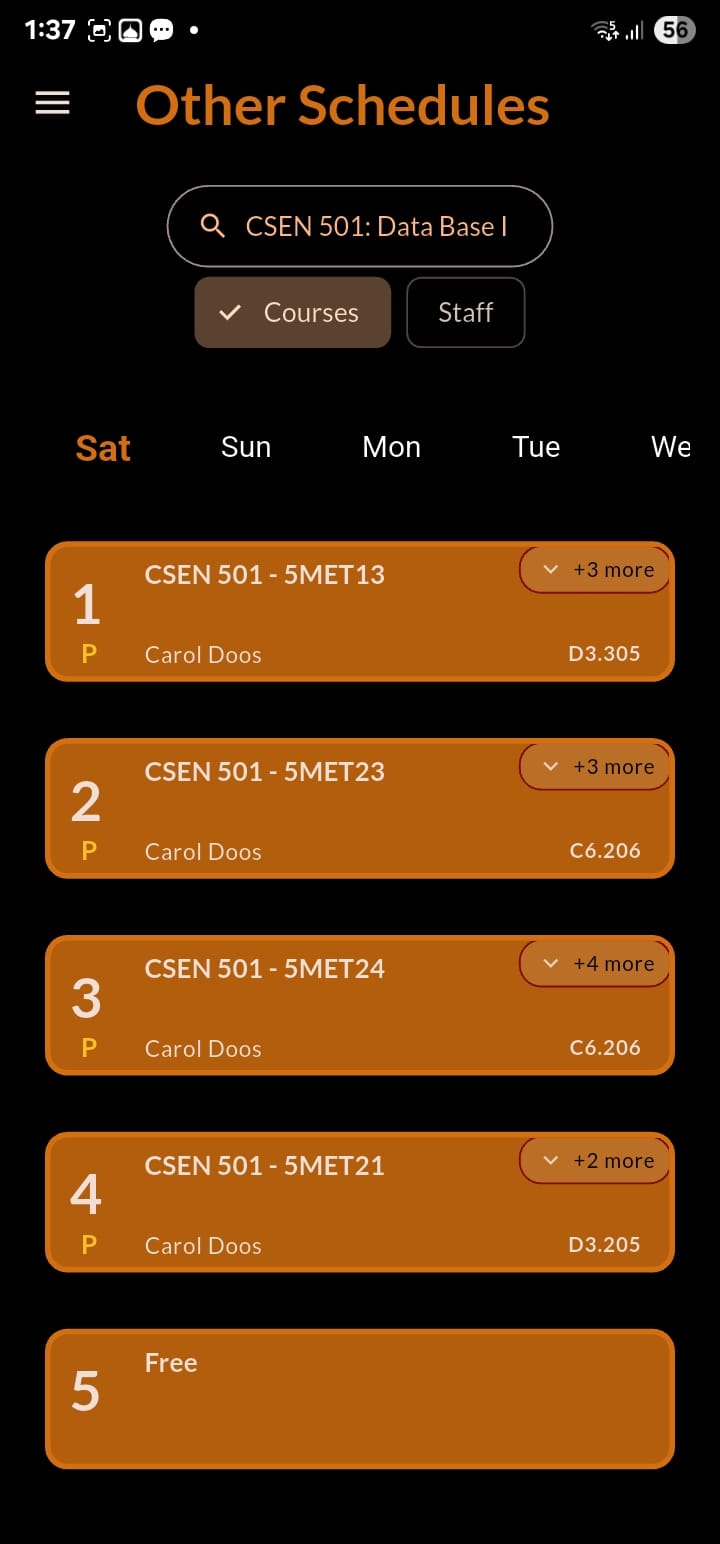 1:37
5
56
Other Schedules
CSEN 501: Data Base I
Courses
Staff
Sat Sun Mon Tue We
1
P
CSEN 501 - 5MET13
+3 more
Carol Doos
D3.305
2
P
CSEN 501 - 5MET23
+3 more
Carol Doos
C6.206
3
P
CSEN 501 - 5MET24
+4 more
Carol Doos
C6.206
4
P
CSEN 501 - 5MET21
+2 more
Carol Doos
D3.205
5
Free